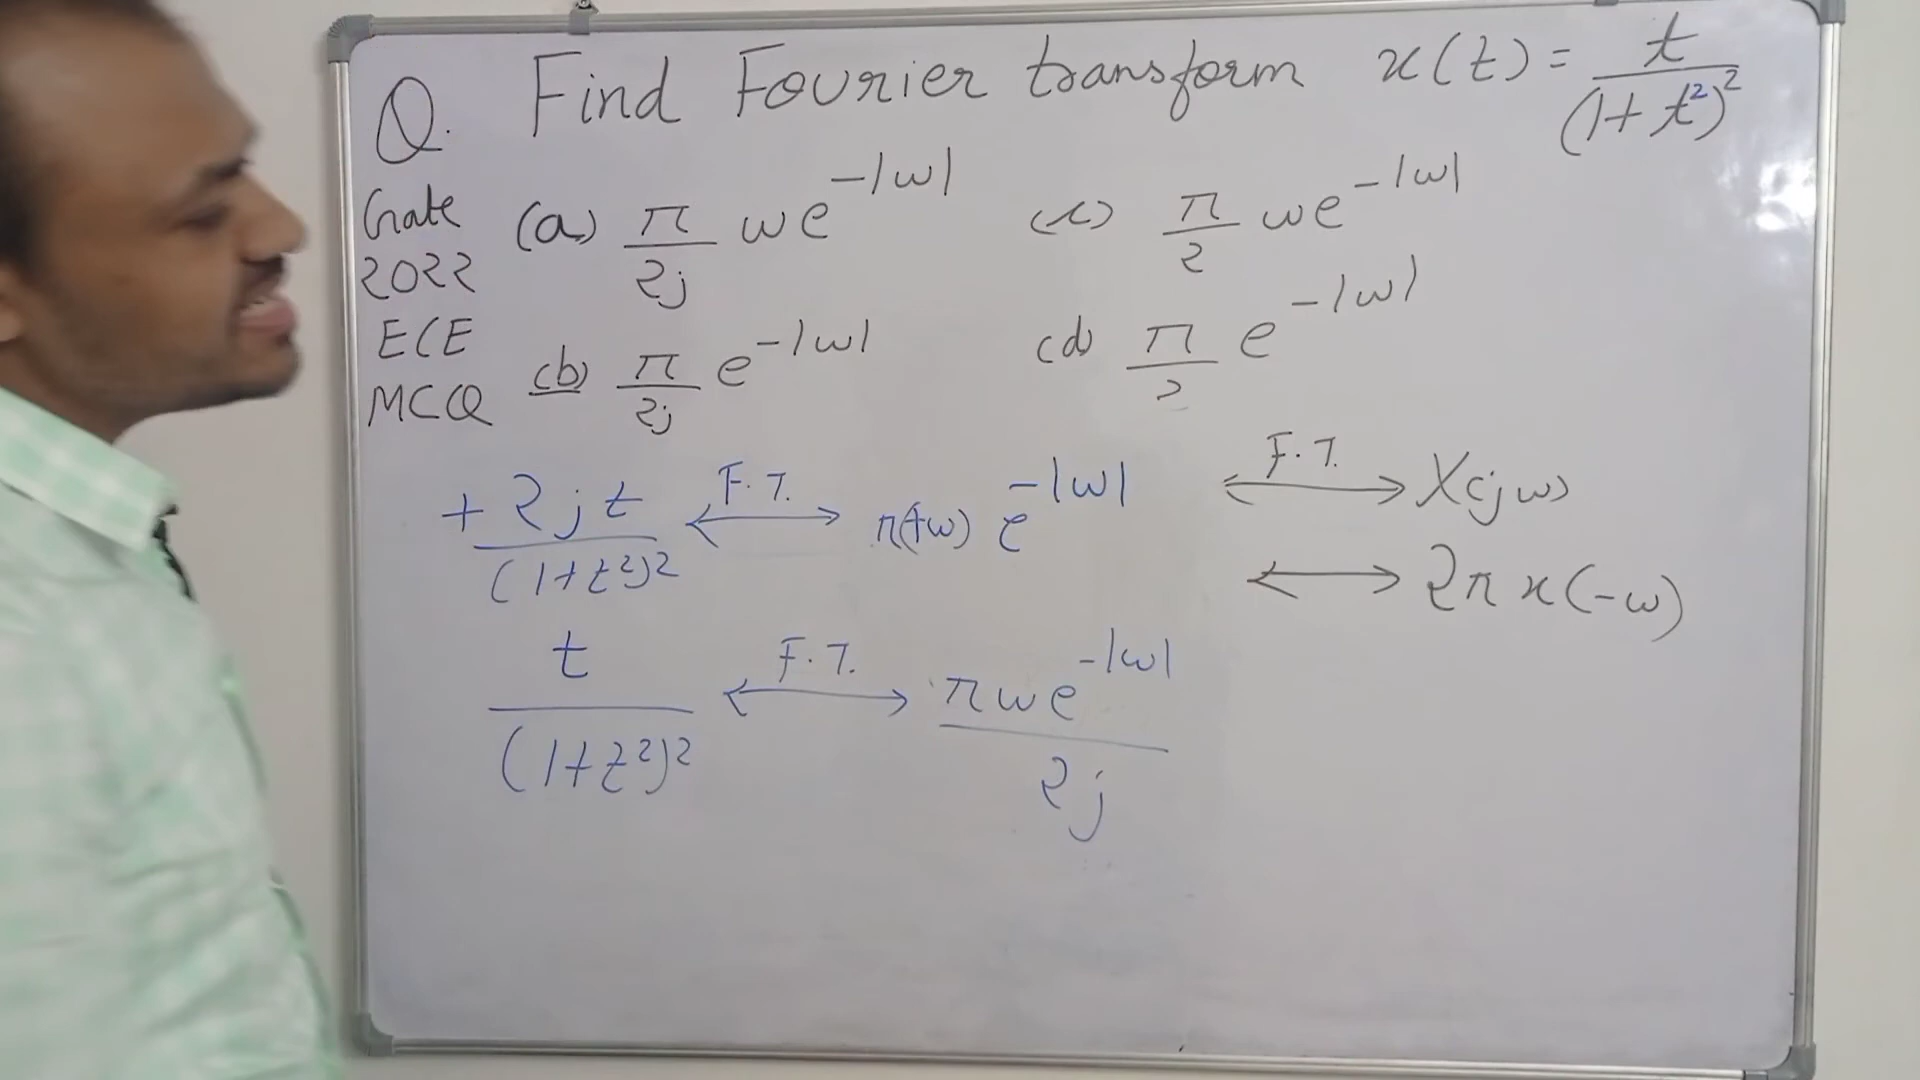 Q. Find Fourier transform x(t) = t/(1+t²)²
Gate 2022 ECE MCQ
(a) π/2j ωe^-|ω|
(c) π/2 ωe^-|ω|
(b) π/2j e^-|ω|
(d) π/2 e^-|ω|
+2jt/(1+t²)² ←F.T.→ π(+ω) e^-|ω|
←F.T.→ X(jω)
←→ 2π x(-ω)
t/(1+t²)² ←F.T.→ πωe^-|ω|/2j